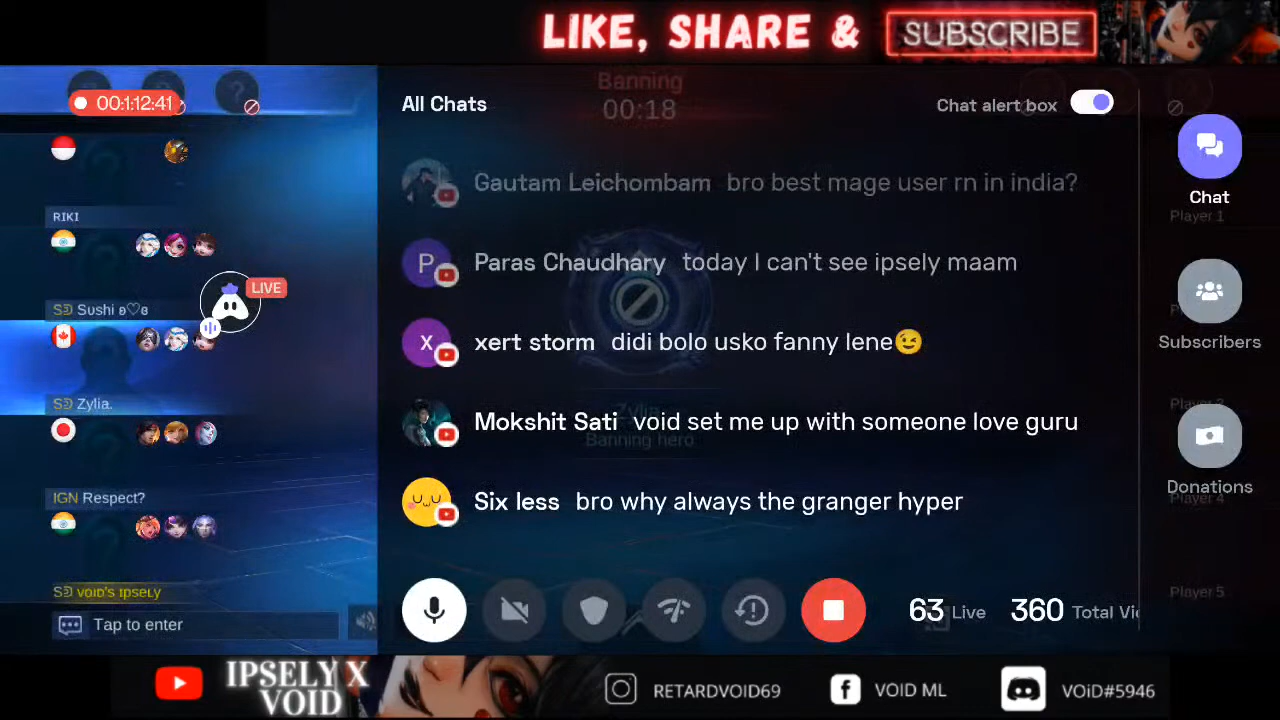 LIKE, SHARE & SUBSCRIBE
Banning
00:18
00:1:12:41
All Chats
Chat alert box
Gautam Leichombam bro best mage user rn in india?
Paras Chaudhary today I can't see ipsely maam
xert storm didi bolo usko fanny lene😉
Mokshit Sati void set me up with someone love guru
Six less bro why always the granger hyper
RIKI
LIVE
Sushi ʚ♡ɞ
Zylia.
IGN Respect?
void's Ipsely
Tap to enter
Zylia.
Banning hero
Chat
Player 1
Subscribers
Donations
Player 4
Player 5
63 Live 360 Total Vi
IPSELY X
VOID
RETARDVOID69
VOID ML
VOiD#5946